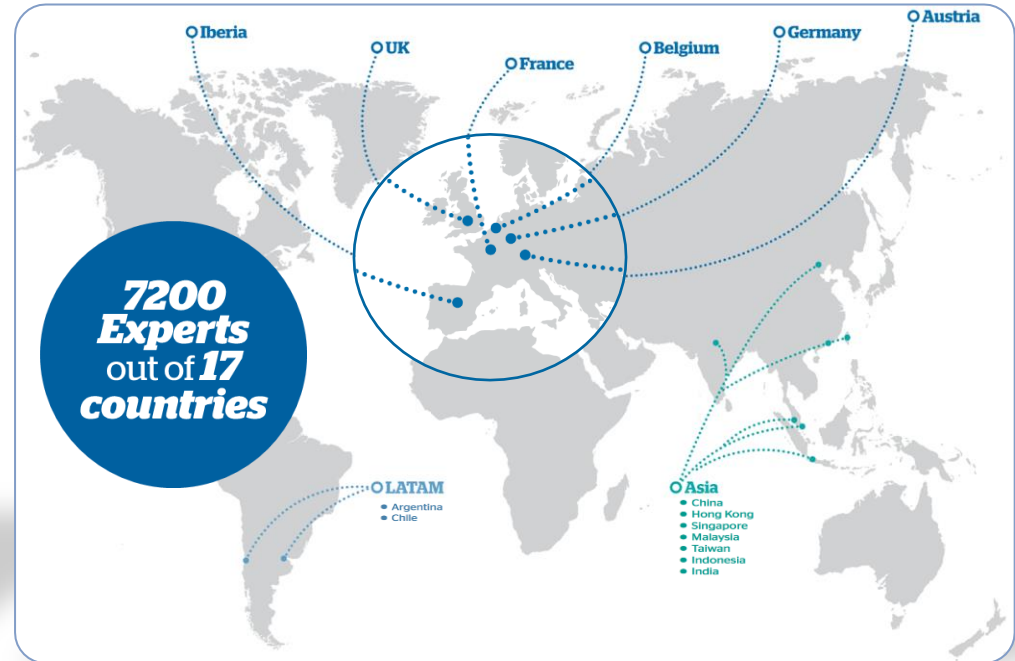 Iberia
UK
France
Belgium
Germany
Austria
7200
Experts
out of 17
countries
LATAM
Argentina
Chile
Asia
China
Hong Kong
Singapore
Malaysia
Taiwan
Indonesia
India